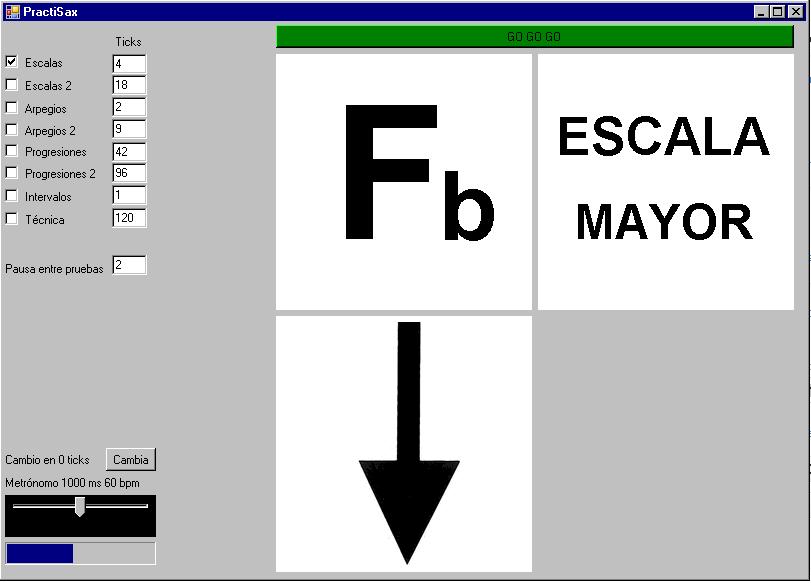 PractiSax
Ticks
Escalas 4
Escalas 2 18
Arpegios 2
Arpegios 2 9
Progresiones 42
Progresiones 2 96
Intervalos 1
Técnica 120
Pausa entre pruebas 2
Cambio en 0 ticks Cambia
Metrónomo 1000 ms 60 bpm
GO GO GO
Fb
ESCALA
MAYOR